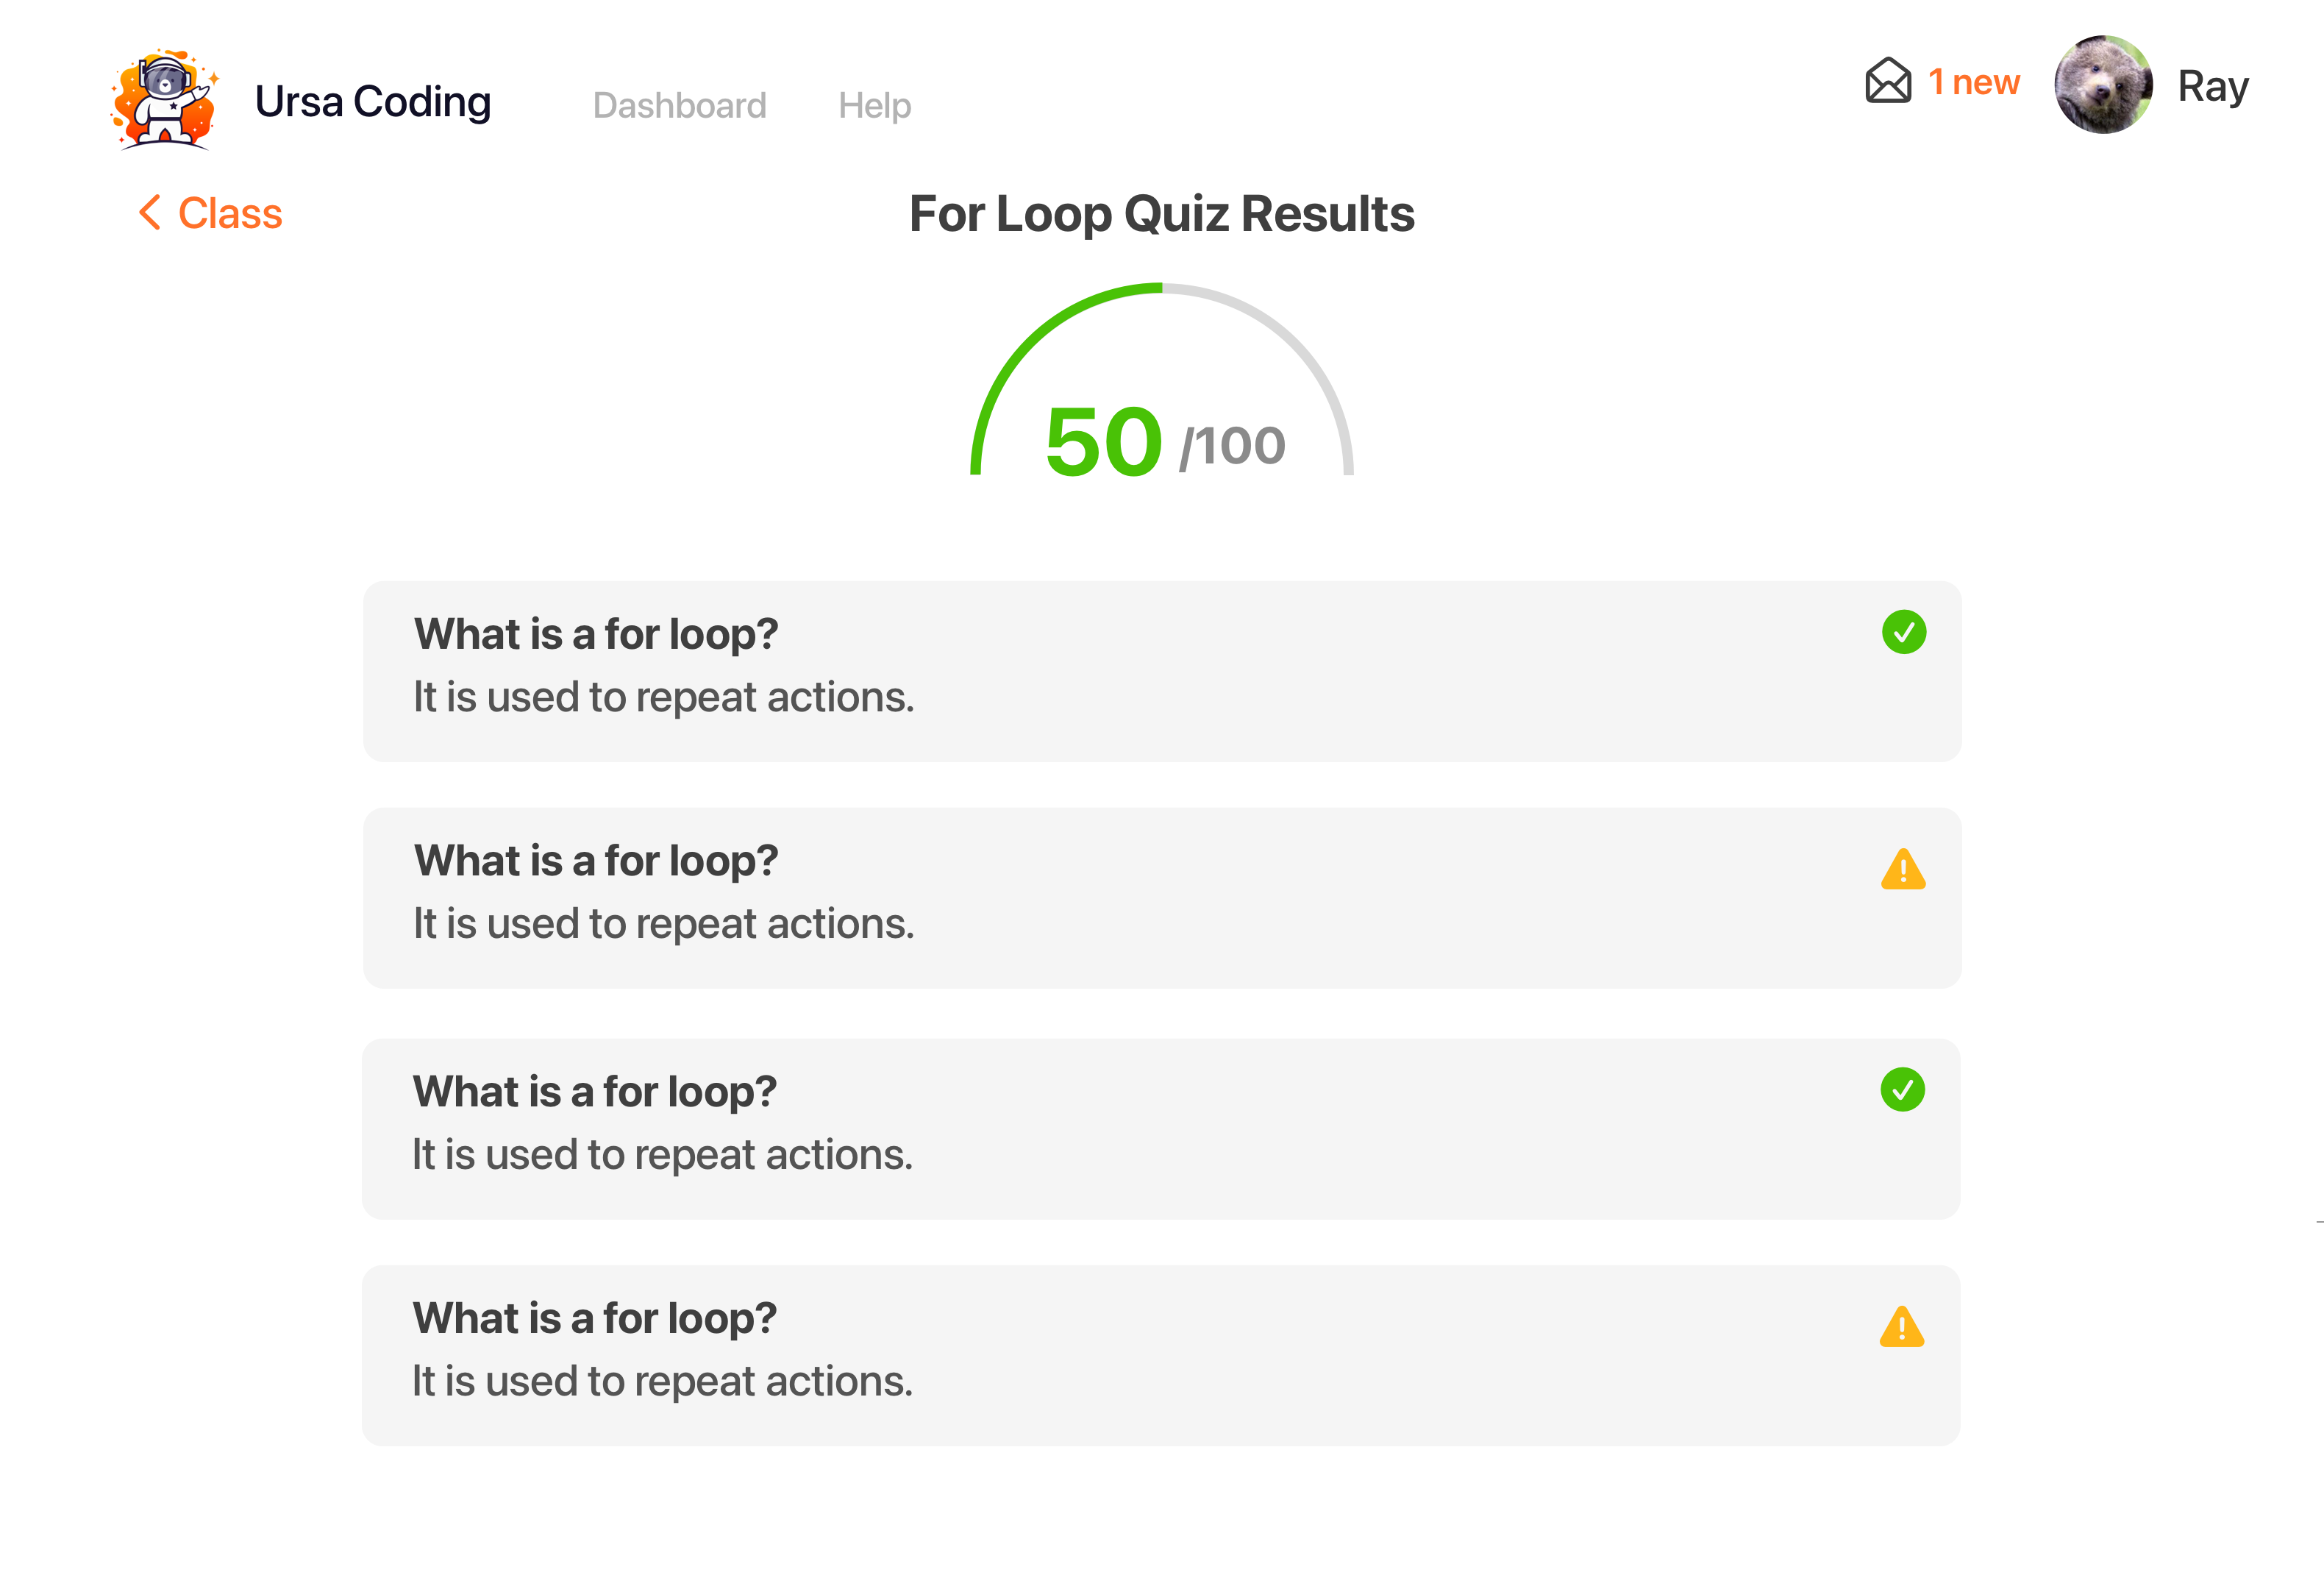 Ursa Coding
Dashboard
Help
1 new
Ray
Class
For Loop Quiz Results
50 /100
What is a for loop?
It is used to repeat actions.
What is a for loop?
It is used to repeat actions.
What is a for loop?
It is used to repeat actions.
What is a for loop?
It is used to repeat actions.